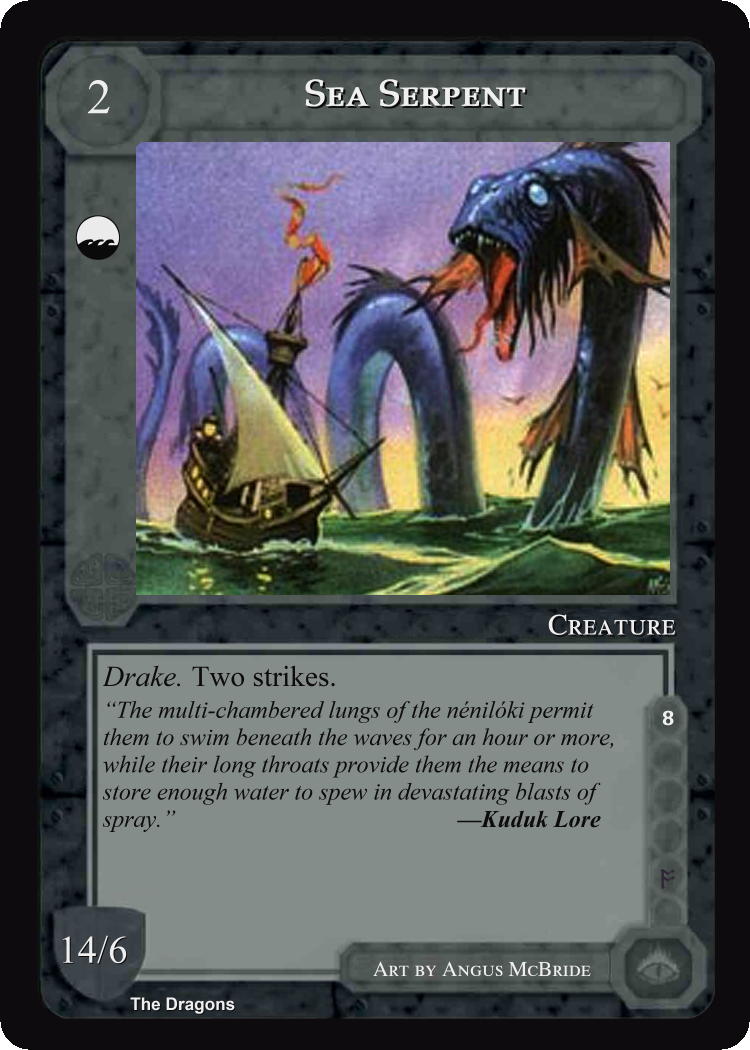 2
Sea Serpent
Creature
Drake. Two strikes.
“The multi-chambered lungs of the nénilóki permit
them to swim beneath the waves for an hour or more,
while their long throats provide them the means to
store enough water to spew in devastating blasts of
spray.” —Kuduk Lore
8
14/6
Art by Angus McBride
The Dragons